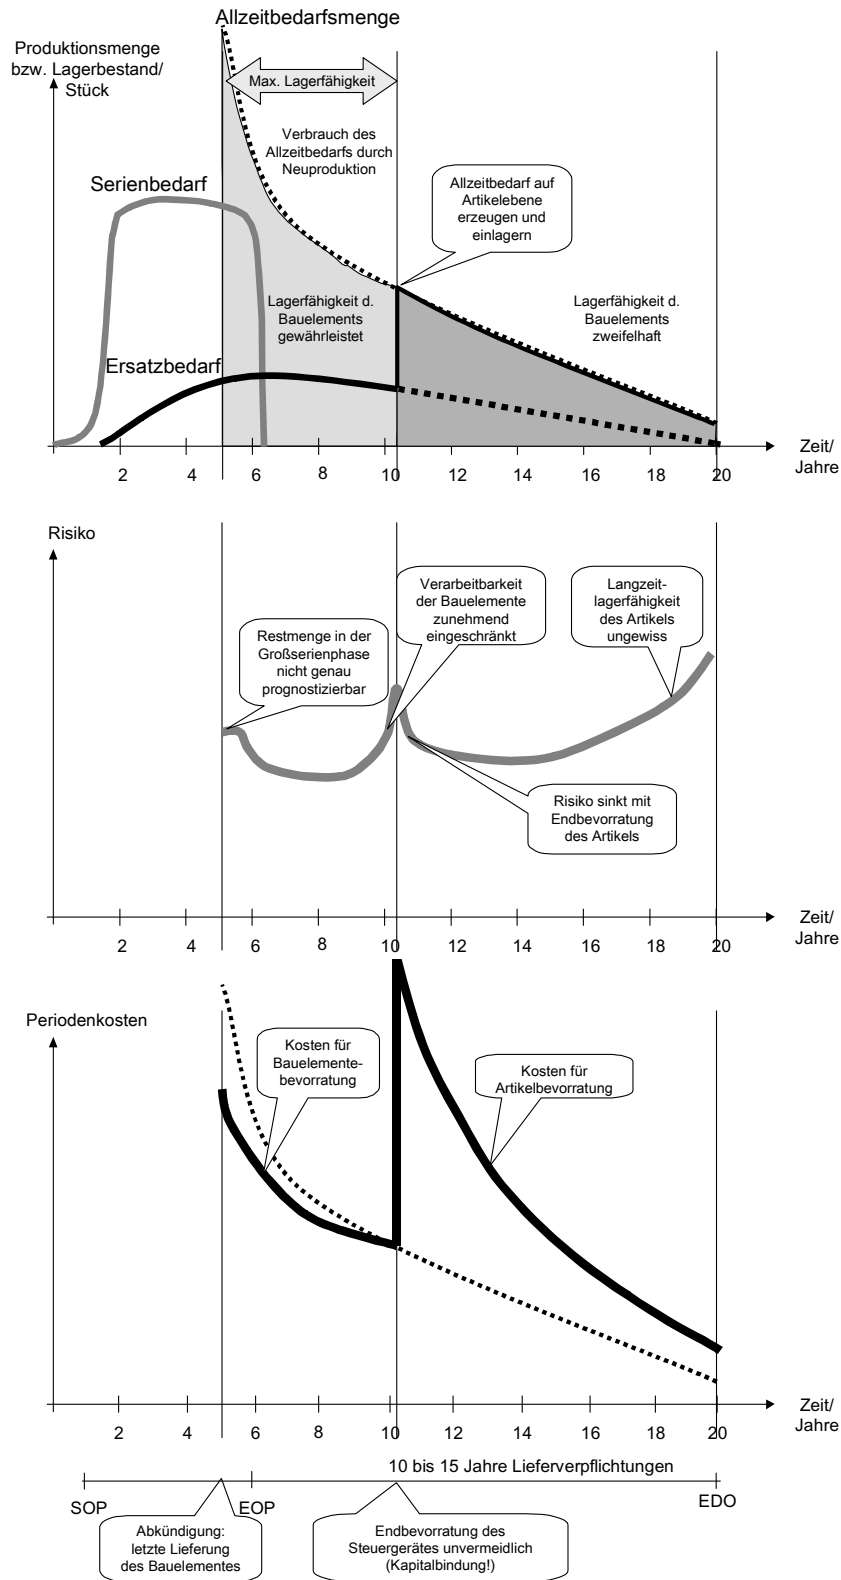 Allzeitbedarfsmenge
Produktionsmenge
bzw. Lagerbestand/
Stück
Max. Lagerfähigkeit
Verbrauch des
Allzeitbedarfs durch
Neuproduktion
Serienbedarf
Allzeitbedarf auf
Artikelebene
erzeugen und
einlagern
Lagerfähigkeit d.
Bauelements
gewährleistet
Lagerfähigkeit d.
Bauelements
zweifelhaft
Ersatzbedarf
2 4 6 8 10 12 14 16 18 20
Zeit/
Jahre
Risiko
Restmenge in der
Großserienphase
nicht genau
prognostizierbar
Verarbeitbarkeit
der Bauelemente
zunehmend
eingeschränkt
Langzeit-
lagerfähigkeit
des Artikels
ungewiss
Risiko sinkt mit
Endbevorratung
des Artikels
2 4 6 8 10 12 14 16 18 20
Zeit/
Jahre
Periodenkosten
Kosten für
Bauelemente-
bevorratung
Kosten für
Artikelbevorratung
2 4 6 8 10 12 14 16 18 20
Zeit/
Jahre
10 bis 15 Jahre Lieferverpflichtungen
SOP EOP EDO
Abkündigung:
letzte Lieferung
des Bauelementes
Endbevorratung des
Steuergerätes unvermeidlich
(Kapitalbindung!)